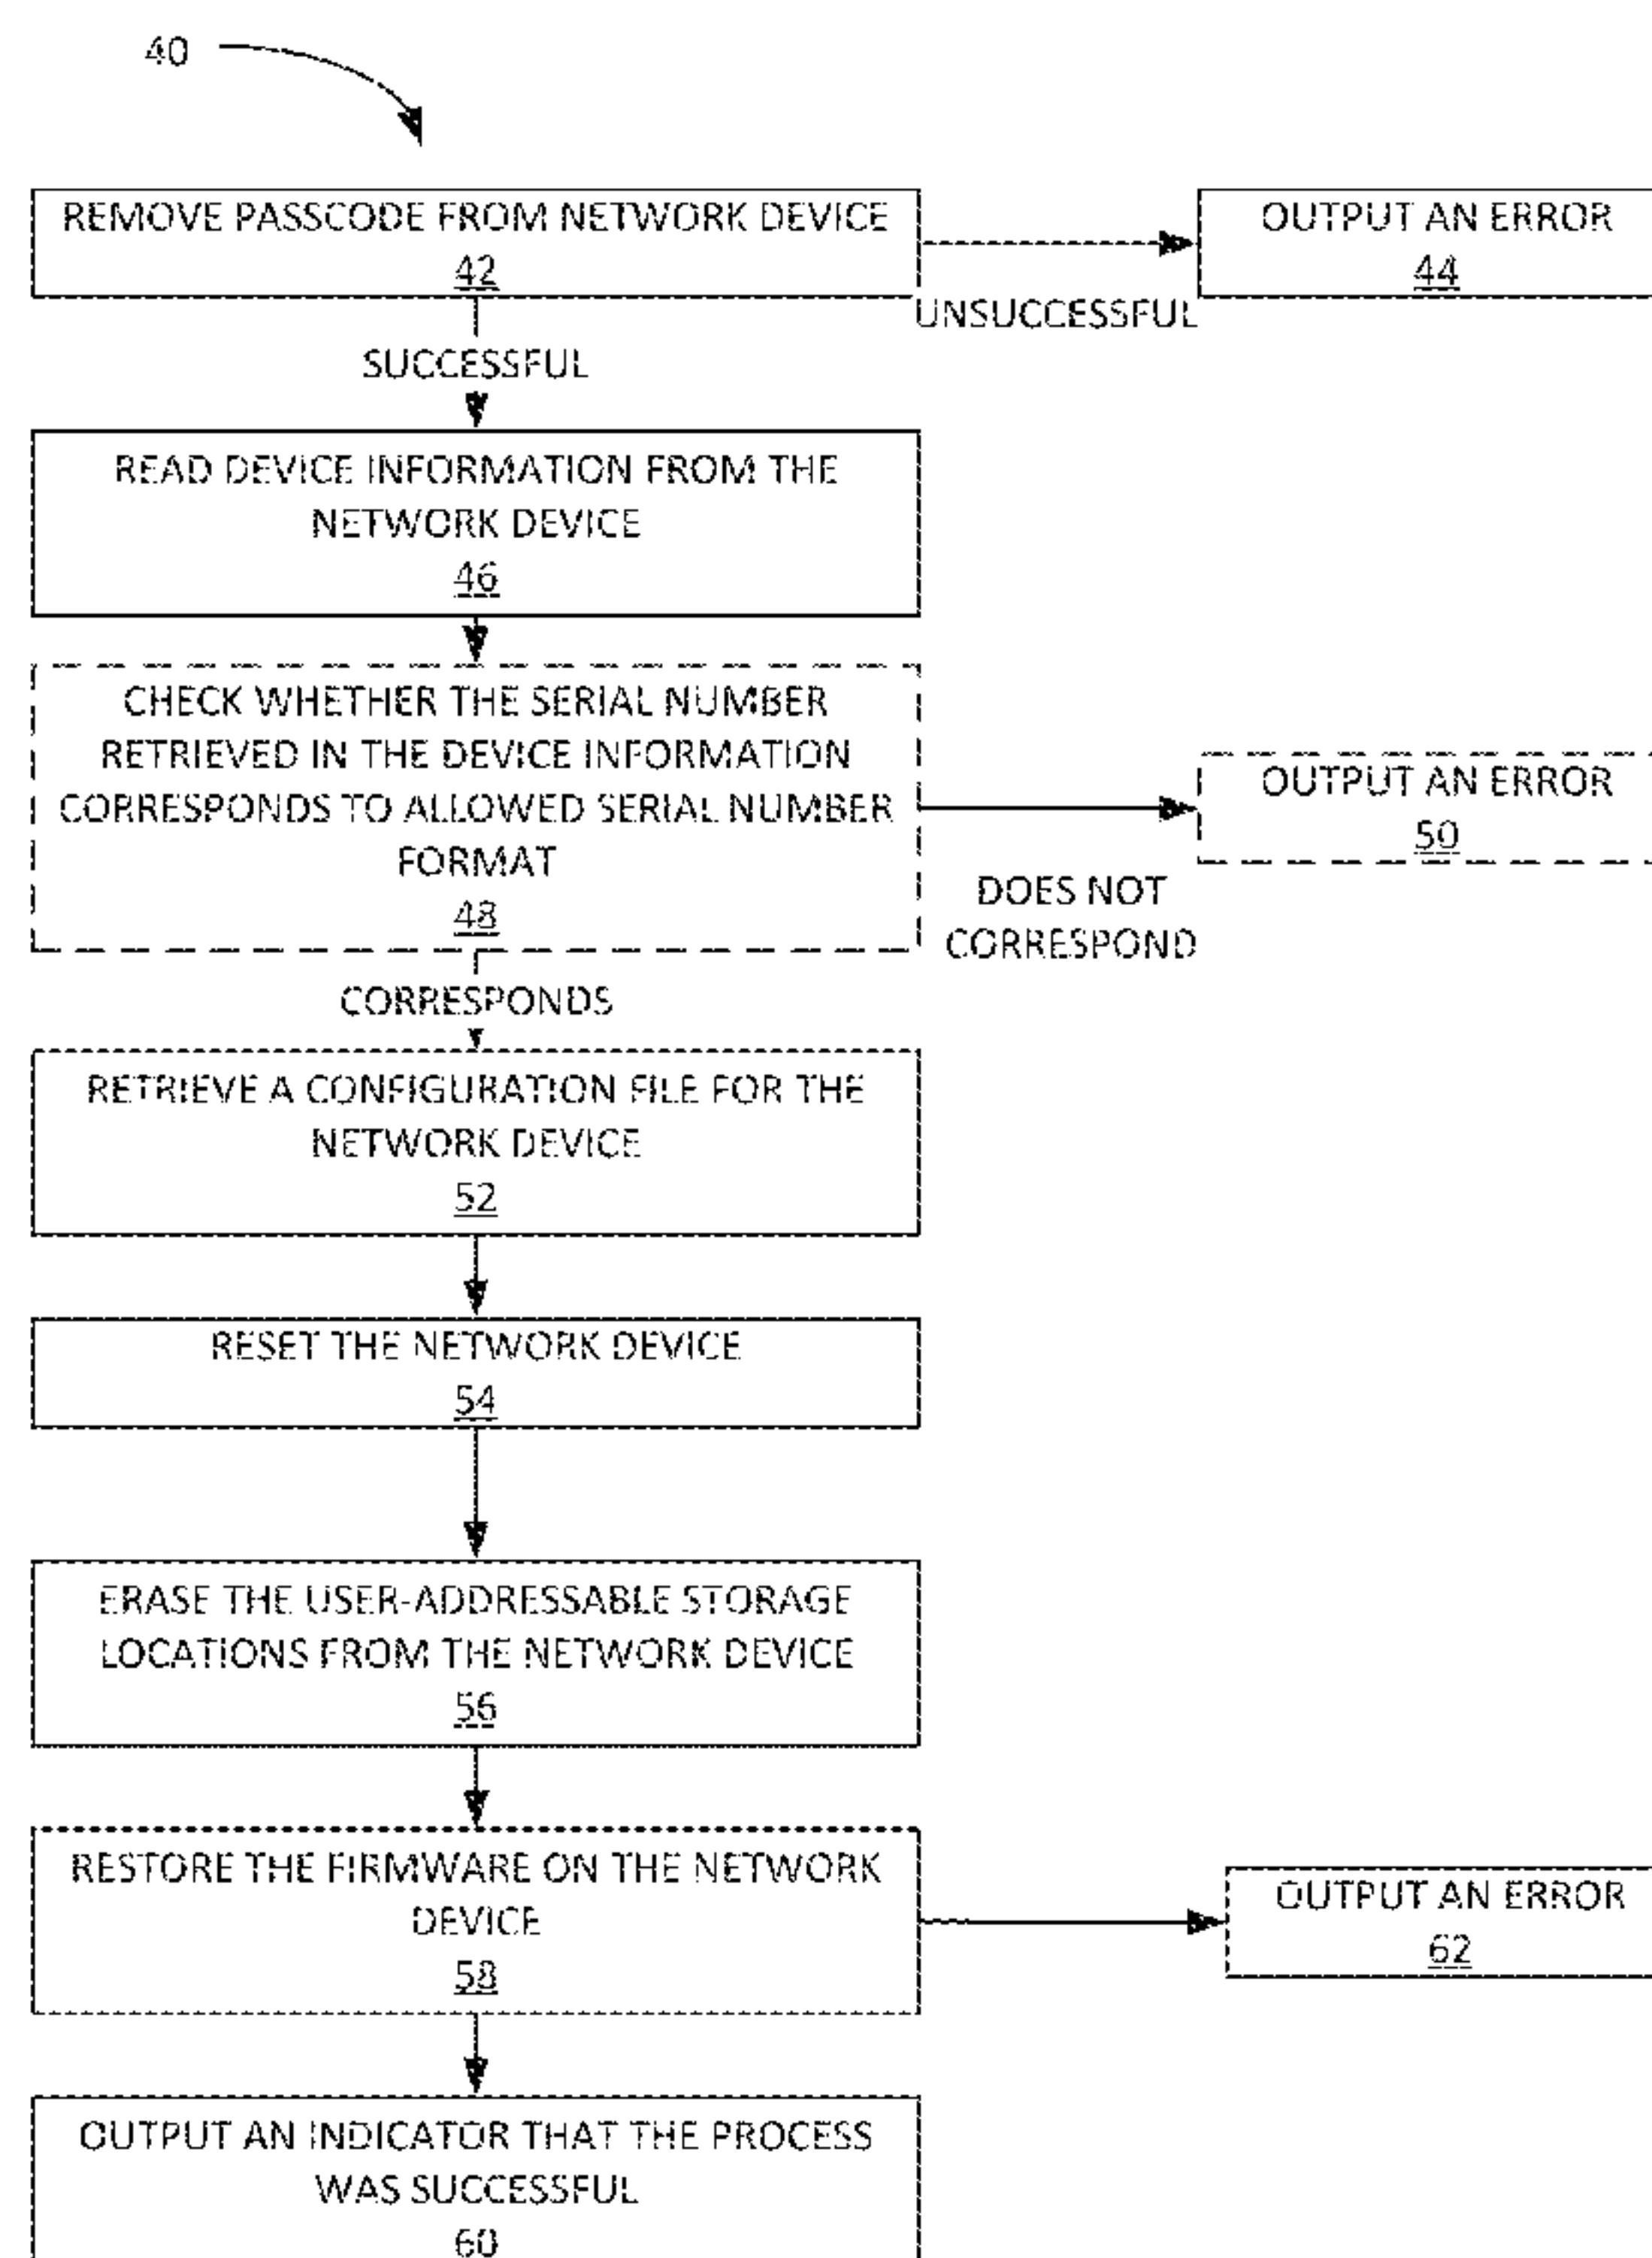 40
REMOVE PASSCODE FROM NETWORK DEVICE
42
OUTPUT AN ERROR
44
UNSUCCESSFUL
SUCCESSFUL
READ DEVICE INFORMATION FROM THE
NETWORK DEVICE
46
CHECK WHETHER THE SERIAL NUMBER
RETRIEVED IN THE DEVICE INFORMATION
CORRESPONDS TO ALLOWED SERIAL NUMBER
FORMAT
48
OUTPUT AN ERROR
50
DOES NOT
CORRESPOND
CORRESPONDS
RETRIEVE A CONFIGURATION FILE FOR THE
NETWORK DEVICE
52
RESET THE NETWORK DEVICE
54
ERASE THE USER-ADDRESSABLE STORAGE
LOCATIONS FROM THE NETWORK DEVICE
56
RESTORE THE FIRMWARE ON THE NETWORK
DEVICE
58
OUTPUT AN ERROR
62
OUTPUT AN INDICATOR THAT THE PROCESS
WAS SUCCESSFUL
60